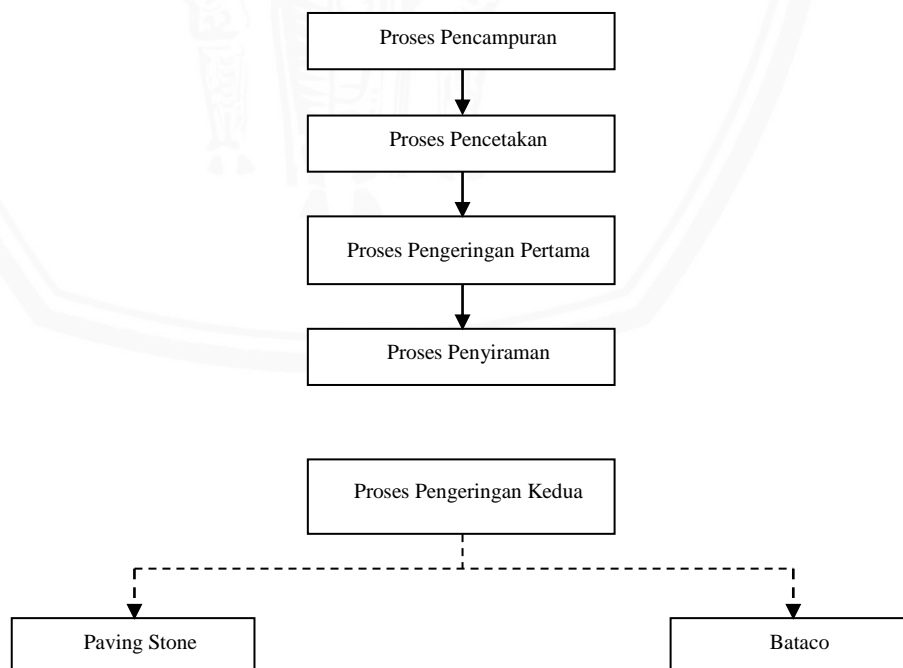 Proses Pencampuran
Proses Pencetakan
Proses Pengeringan Pertama
Proses Penyiraman
Proses Pengeringan Kedua
Paving Stone
Bataco